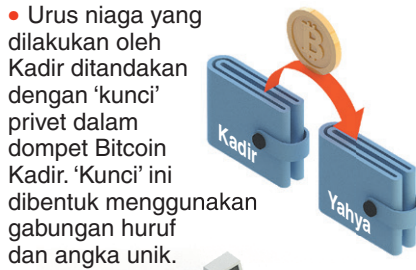 • Urus niaga yang
dilakukan oleh
Kadir ditandakan
dengan ‘kunci’
privet dalam
dompet Bitcoin
Kadir. ‘Kunci’ ini
dibentuk menggunakan
gabungan huruf
dan angka unik.
Kadir
Yahya